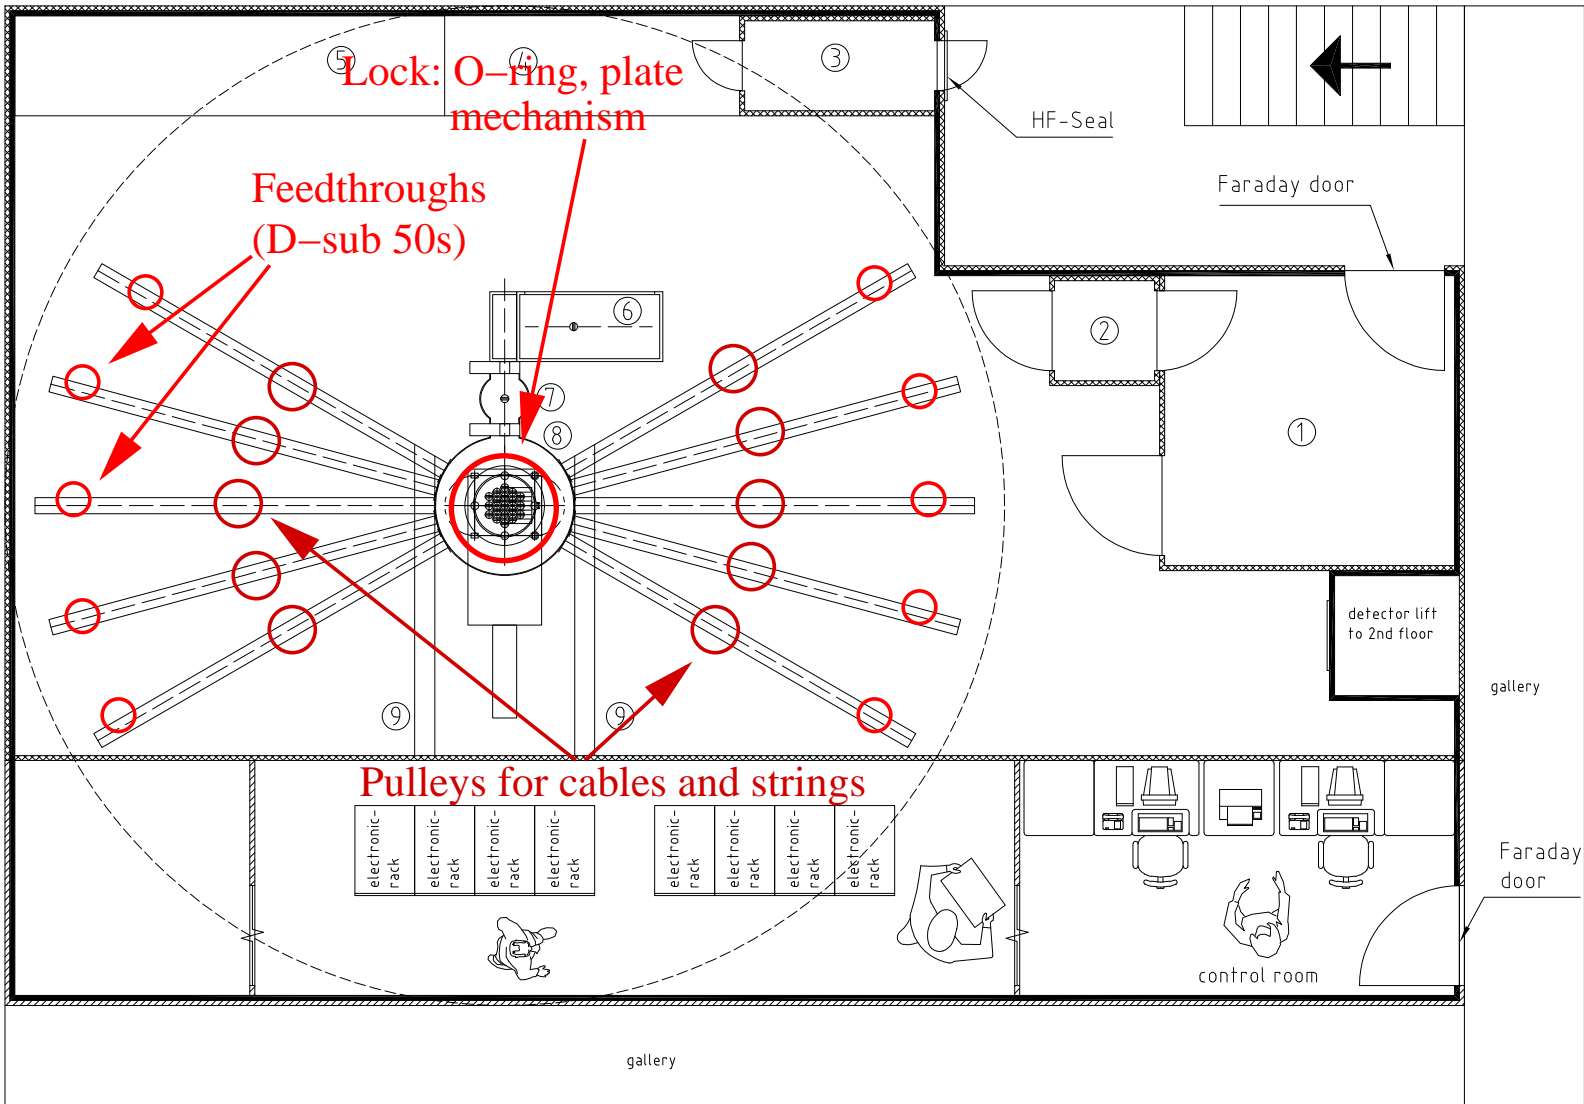 5
4
3
Lock: O–ring, plate
mechanism
HF-Seal
Feedthroughs
(D–sub 50s)
Faraday door
6
2
7
8
1
detector lift
to 2nd floor
gallery
9
9
Pulleys for cables and strings
electronic-
rack
electronic-
rack
electronic-
rack
electronic-
rack
electronic-
rack
electronic-
rack
electronic-
rack
electronic-
rack
Faraday
door
control room
gallery